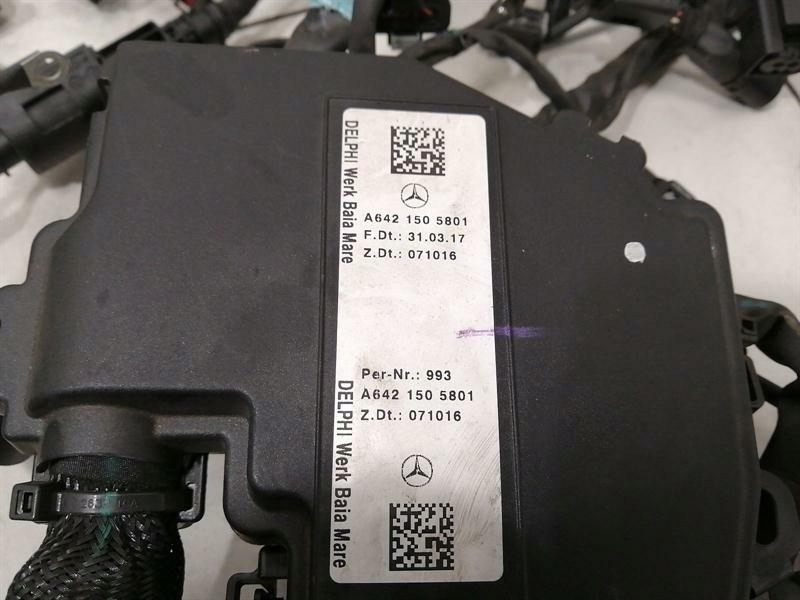 DELPHI Werk Baia Mare
A642 150 5801
F.Dt.: 31.03.17
Z.Dt.: 071016
DELPHI Werk Baia Mare
Per-Nr.: 993
A642 150 5801
Z.Dt.: 071016